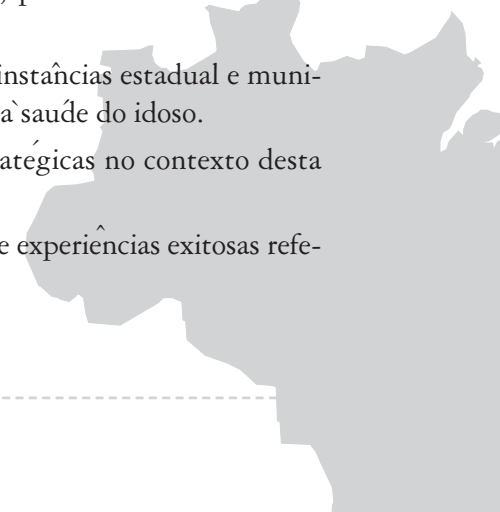 instâncias estadual e muni-
a`saúde do idoso.
atégicas no contexto desta
e experiências exitosas refe-